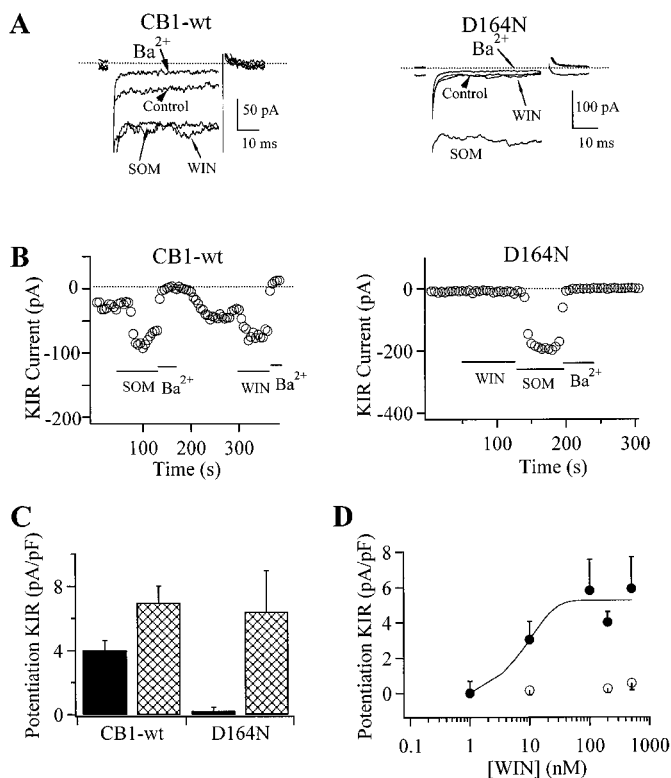 A
CB1-wt
Ba2+
Control
50 pA
10 ms
SOM
WIN
D164N
Ba2+
Control
WIN
100 pA
10 ms
SOM
B
CB1-wt
KIR Current (pA)
0
-100
-200
SOM
Ba2+
WIN
Ba2+
100
200
300
Time (s)
D164N
KIR Current (pA)
0
-200
-400
WIN
SOM
Ba2+
0
100
200
300
Time (s)
C
Potentiation KIR (pA/pF)
8
4
0
CB1-wt
D164N
D
Potentiation KIR (pA/pF)
8
6
4
2
0
0.1
1
10
100
1000
[WIN] (nM)